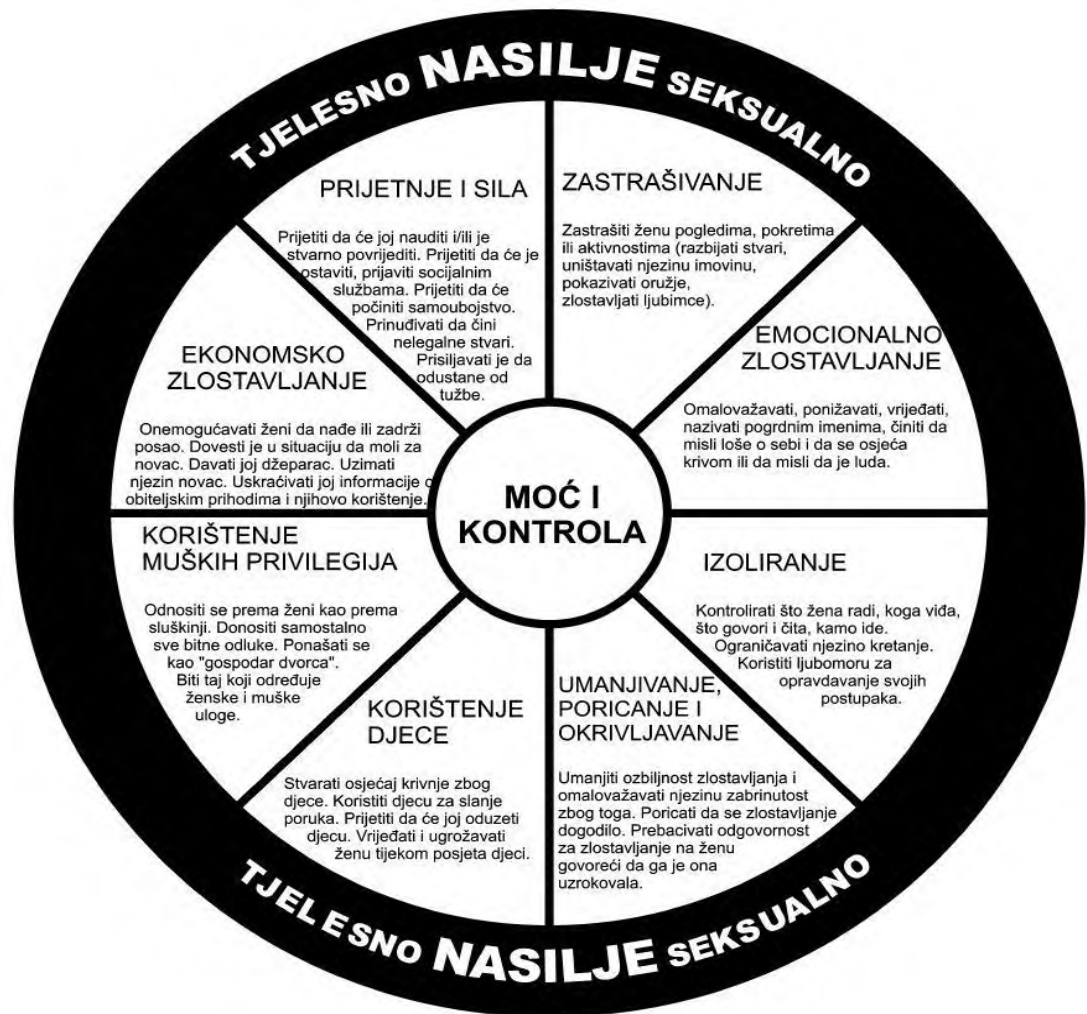 TJELESNO NASILJE SEKSUALNO
PRIJETNJE I SILA
Prijetiti da će joj nauditi i/ili je
stvarno povrijediti. Prijetiti da će je
ostaviti, prijaviti socijalnim
službama. Prijetiti da će
počiniti samoubojstvo.
Prinuđivati da čini
nelegalne stvari.
Prisiljavati je da
odustane od
tužbe.
ZASTRAŠIVANJE
Zastrašiti ženu pogledima, pokretima
ili aktivnostima (razbijati stvari,
uništavati njezinu imovinu,
pokazivati oružje,
zlostavljati ljubimce).
EMOCIONALNO
ZLOSTAVLJANJE
Omalovažavati, ponižavati, vrijeđati,
nazivati pogrdnim imenima, činiti da
misli loše o sebi i da se osjeća
krivom ili da misli da je luda.
IZOLIRANJE
Kontrolirati što žena radi, koga viđa,
što govori i čita, kamo ide.
Ograničavati njezino kretanje.
Koristiti ljubomoru za
opravdavanje svojih
postupaka.
UMANJIVANJE,
PORICANJE I
OKRIVLJAVANJE
Umanjiti ozbiljnost zlostavljanja i
omalovažavati njezinu zabrinutost
zbog toga. Poricati da se zlostavljanje
dogodilo. Prebacivati odgovornost
za zlostavljanje na ženu
govoreći da ga je ona
uzrokovala.
KORIŠTENJE
DJECE
Stvarati osjećaj krivnje zbog
djece. Koristiti djecu za slanje
poruka. Prijetiti da će joj oduzeti
djecu. Vrijeđati i ugrožavati
ženu tijekom posjeta djeci.
KORIŠTENJE
MUŠKIH PRIVILEGIJA
Odnositi se prema ženi kao prema
sluškinji. Donositi samostalno
sve bitne odluke. Ponašati se
kao "gospodar dvorca".
Biti taj koji određuje
ženske i muške
uloge.
EKONOMSKO
ZLOSTAVLJANJE
Onemogućavati ženi da nađe ili zadrži
posao. Dovesti je u situaciju da moli za
novac. Davati joj džeparac. Uzimati
njezin novac. Uskraćivati joj informacije o
obiteljskim prihodima i njihovo korištenje.
MOĆ I
KONTROLA
TJELESNO NASILJE SEKSUALNO